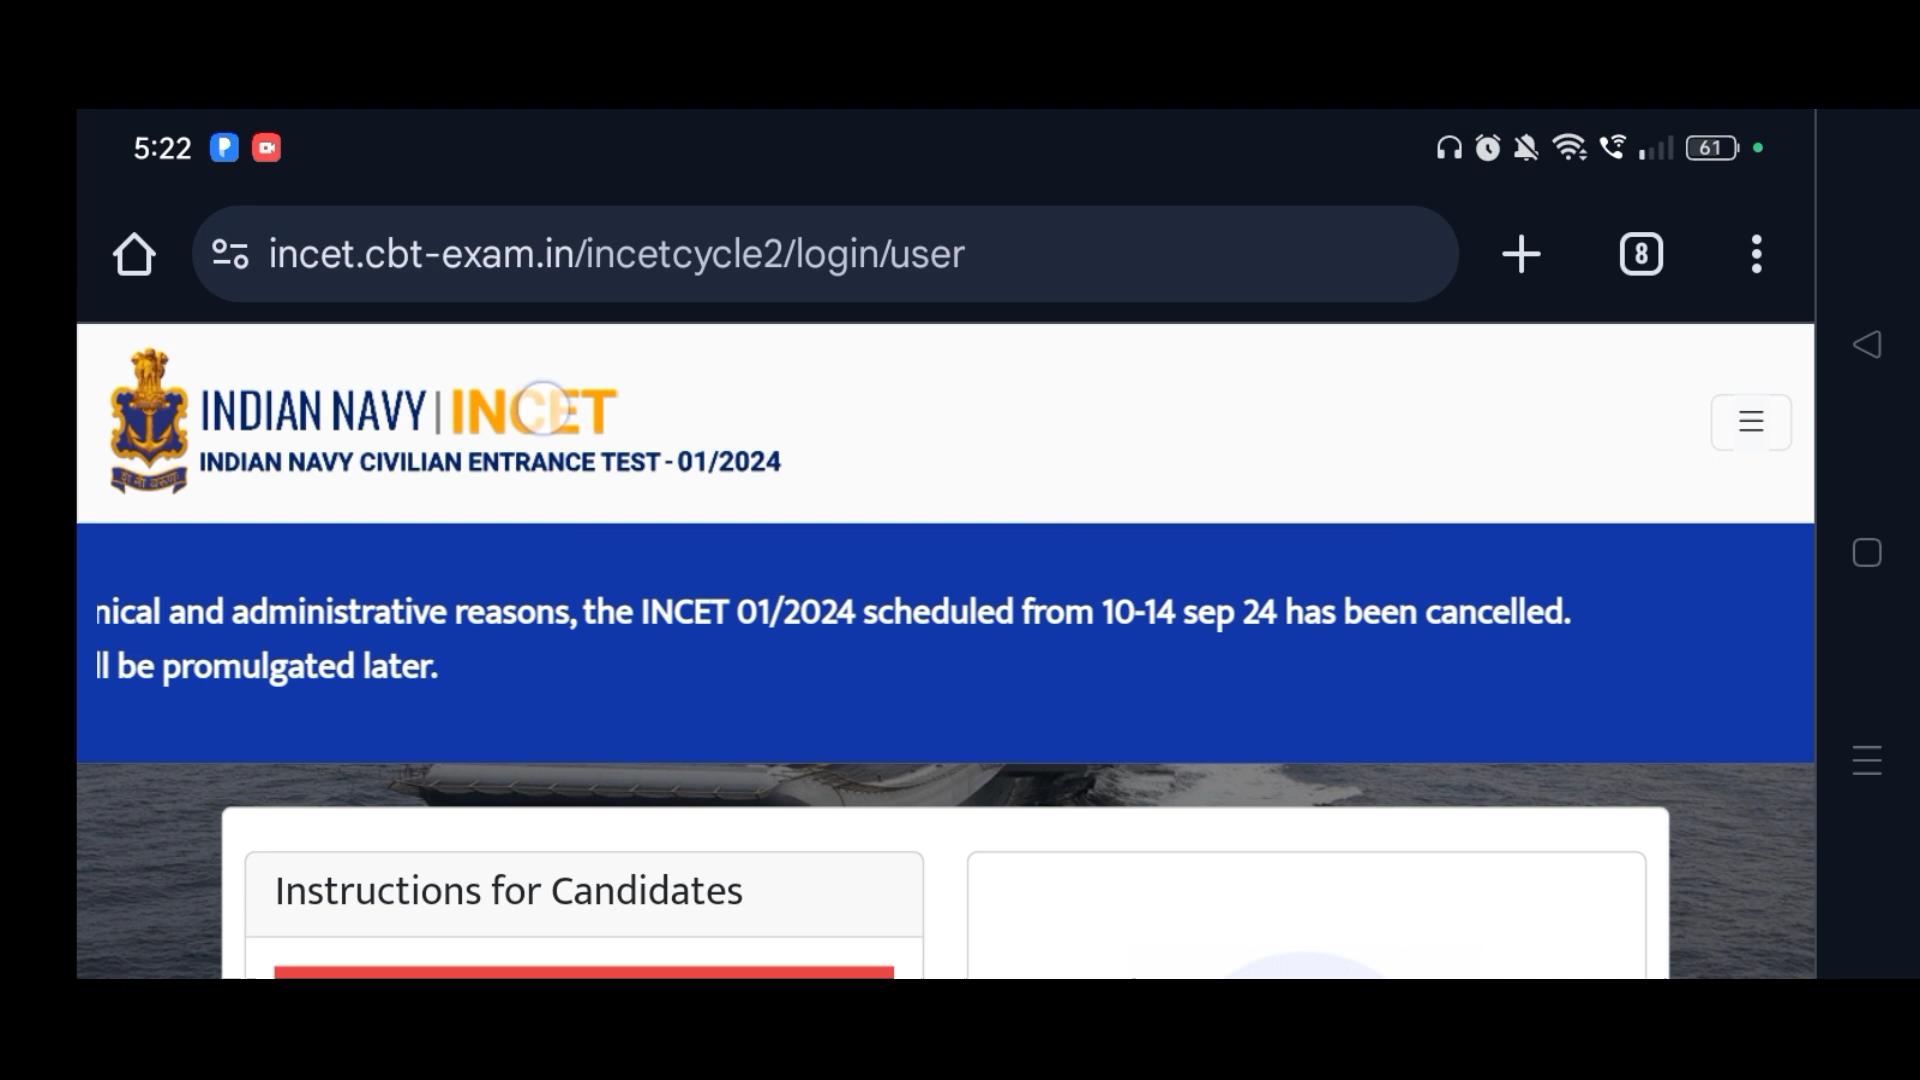 5:22
61
incet.cbt-exam.in/incetcycle2/login/user
8
INDIAN NAVY | INCET
INDIAN NAVY CIVILIAN ENTRANCE TEST - 01/2024
nical and administrative reasons, the INCET 01/2024 scheduled from 10-14 sep 24 has been cancelled.
ll be promulgated later.
Instructions for Candidates